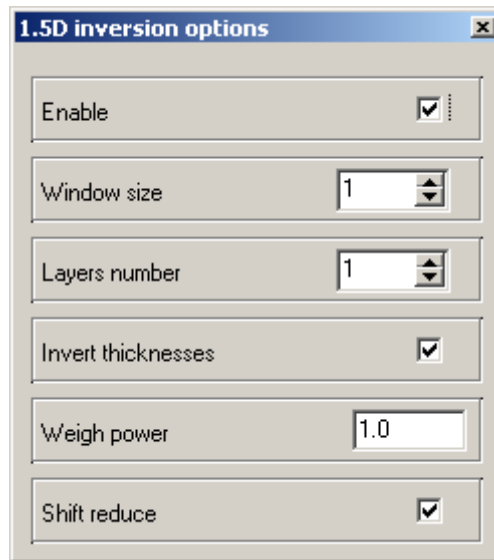 1.5D inversion options
Enable
Window size 1
Layers number 1
Invert thicknesses
Weigh power 1.0
Shift reduce